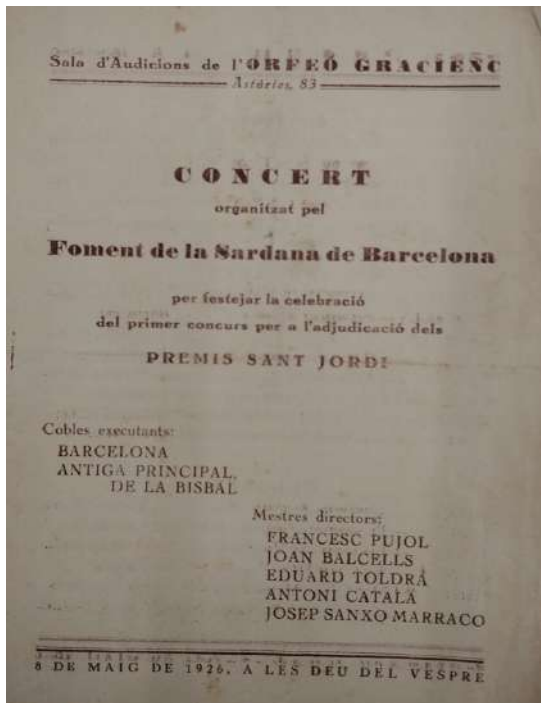 Sala d'Audicions de l'ORFEÓ GRACIENC
Astúries, 83
CONCERT
organitzat pel
Foment de la Sardana de Barcelona
per festejar la celebració
del primer concurs per a l'adjudicació dels
PREMIS SANT JORDI
Cobles executants:
BARCELONA
ANTIGA PRINCIPAL,
DE LA BISBAL
Mestres directors:
FRANCESC PUJOL
JOAN BALCELLS
EDUARD TOLDRÀ
ANTONI CATALÀ
JOSEP SANXO MARRACO
8 DE MAIG DE 1926, A LES DEU DEL VESPRE